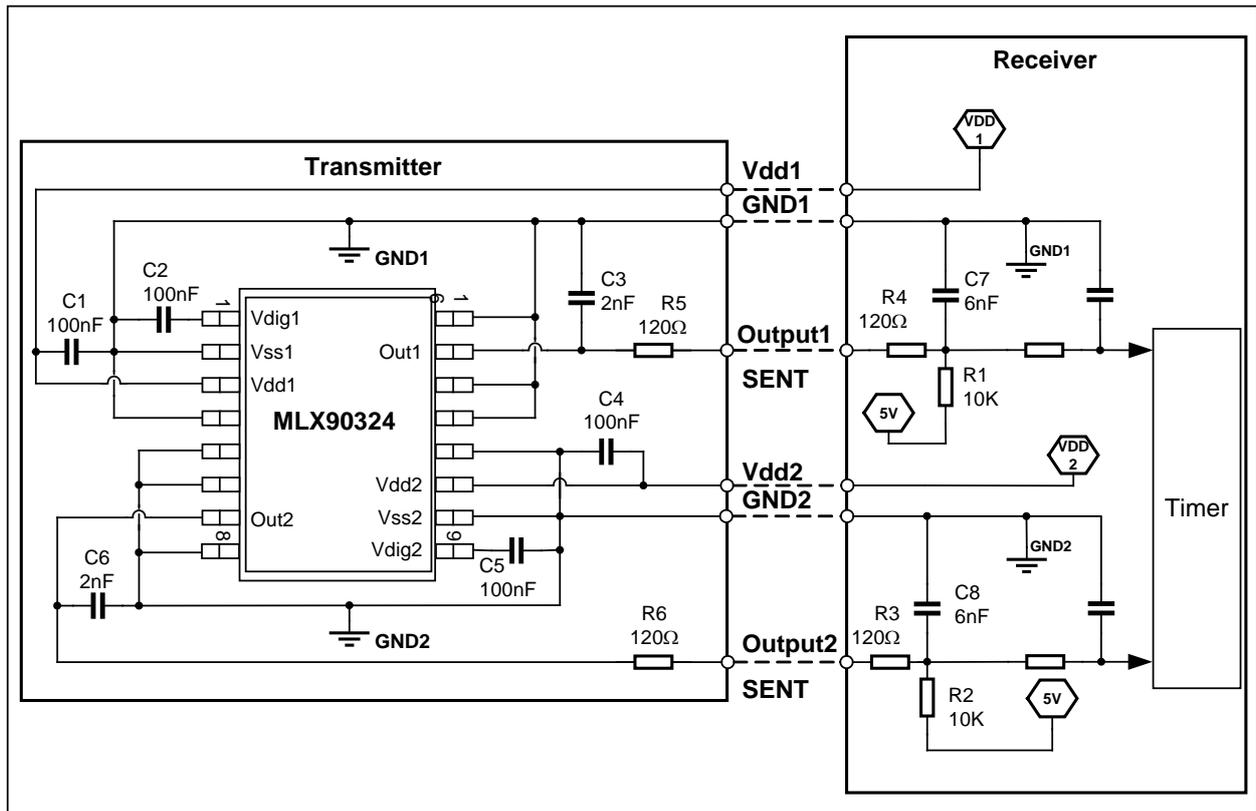 Receiver
VDD
1
Transmitter
Vdd1
GND1
GND1
GND1
C2
100nF
C1
100nF
C3
2nF
R5
120Ω
R4
120Ω
C7
6nF
1
6 1
Vdig1
Vss1
Out1
Output1
Vdd1
SENT
R1
10K
5V
MLX90324
C4
100nF
VDD
2
Vdd2
Vdd2
GND2
Out2
Vss2
Timer
8
Vdig2
9
C5
100nF
GND2
C6
2nF
C8
6nF
GND2
R6
120Ω
R3
120Ω
Output2
SENT
R2
10K
5V